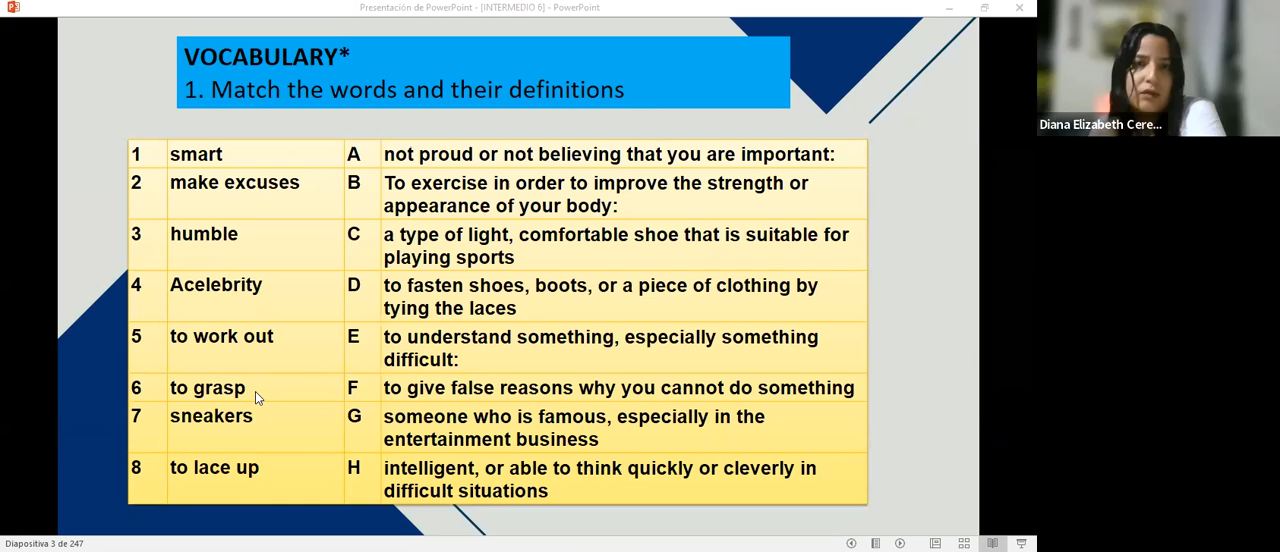 Presentación de PowerPoint - [INTERMEDIO 6] - PowerPoint
VOCABULARY*
1. Match the words and their definitions
Diana Elizabeth Cere...
1 smart A not proud or not believing that you are important:
2 make excuses B To exercise in order to improve the strength or
appearance of your body:
3 humble C a type of light, comfortable shoe that is suitable for
playing sports
4 Acelebrity D to fasten shoes, boots, or a piece of clothing by
tying the laces
5 to work out E to understand something, especially something
difficult:
6 to grasp F to give false reasons why you cannot do something
7 sneakers G someone who is famous, especially in the
entertainment business
8 to lace up H intelligent, or able to think quickly or cleverly in
difficult situations
Diapositiva 3 de 247